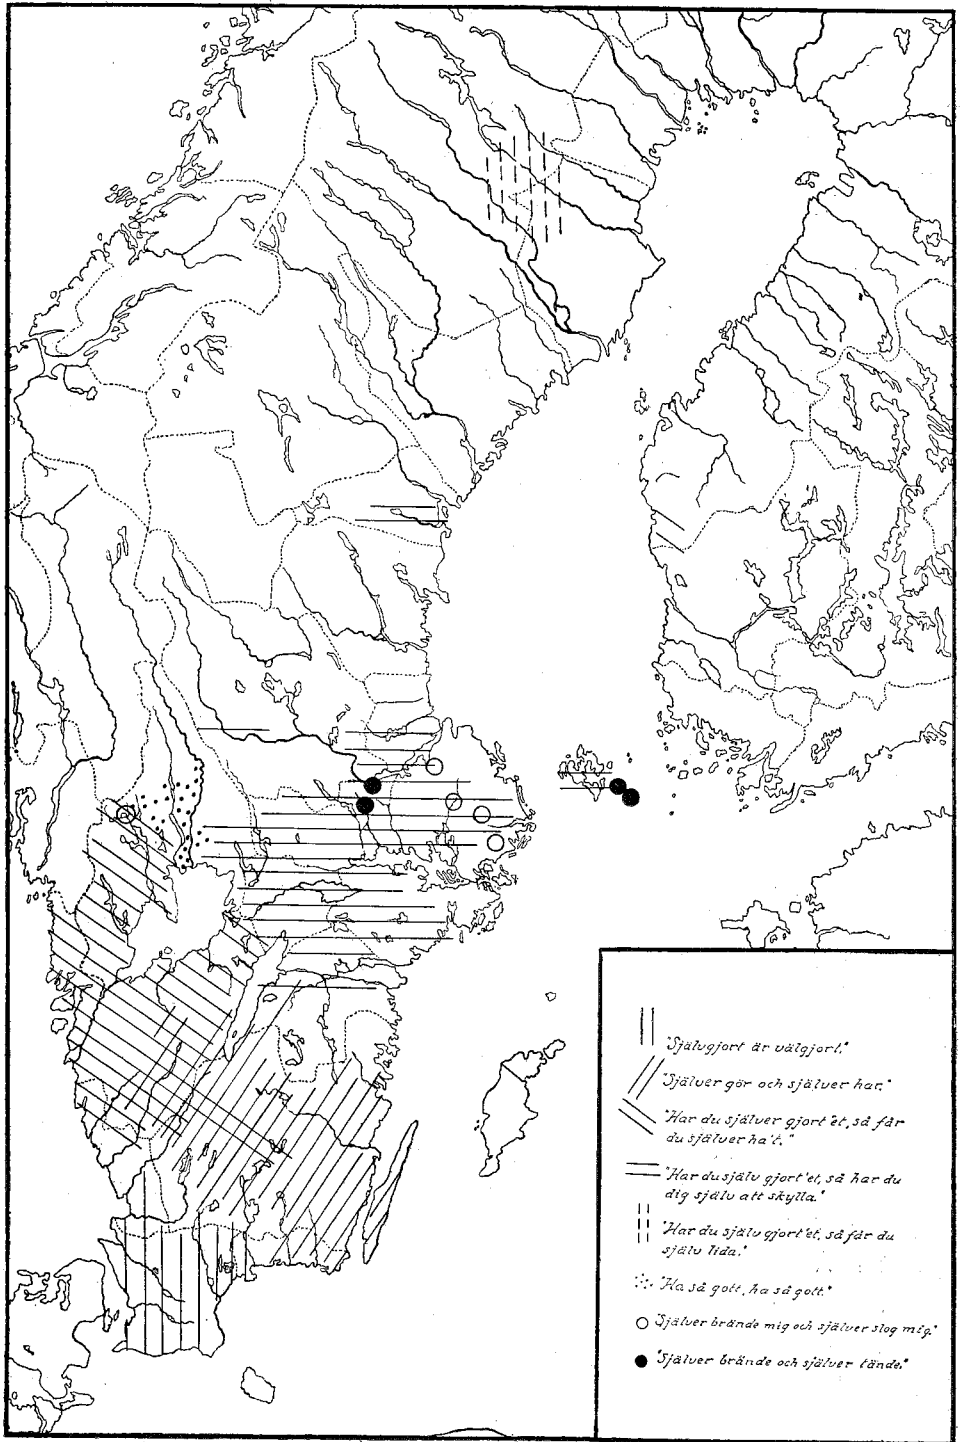 "Självgjort är välgjort."
"Själver gör och själver har."
"Har du själver gjort'et, så får
du själver ha't."
"Har du själv gjort'et, så har du
dig själv att skylla."
"Har du själv gjort'et, så får du
själv lida."
"Ha så gott, ha så gott."
"Själver brände mig och själver slog mig."
"Själver brände och själver tände."